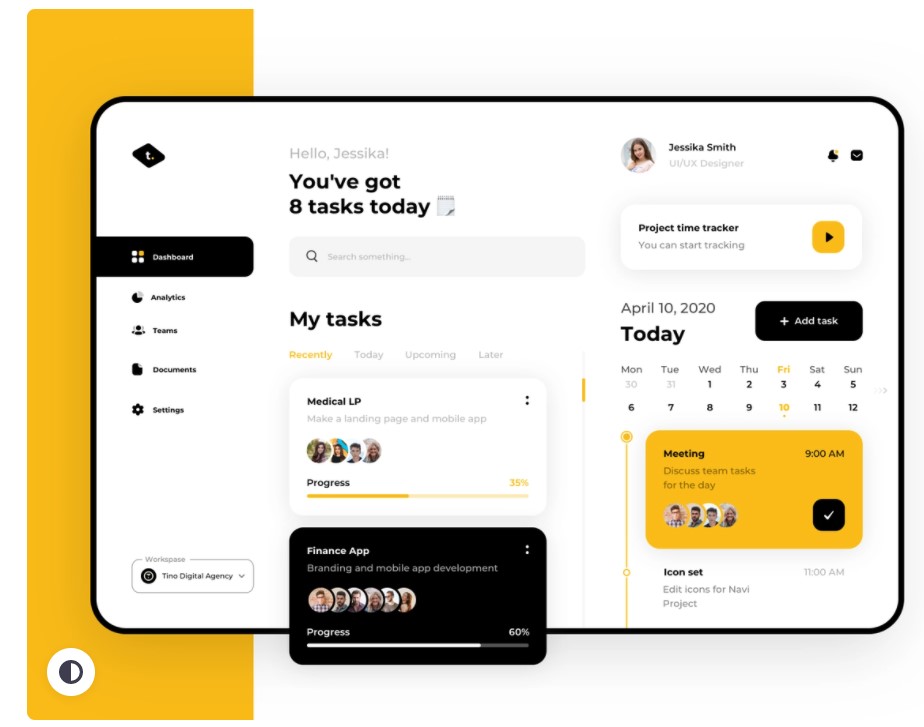 t.
Dashboard
Analytics
Teams
Documents
Settings
Workspase
Tino Digital Agency
Hello, Jessika!
You've got
8 tasks today
Search something...
My tasks
Recently Today Upcoming Later
Medical LP
Make a landing page and mobile app
Progress 35%
Finance App
Branding and mobile app development
Progress 60%
Jessika Smith
UI/UX Designer
Project time tracker
You can start tracking
April 10, 2020
Today
+ Add task
Mon Tue Wed Thu Fri Sat Sun
30 31 1 2 3 4 5
6 7 8 9 10 11 12
Meeting 9:00 AM
Discuss team tasks
for the day
Icon set 11:00 AM
Edit icons for Navi
Project